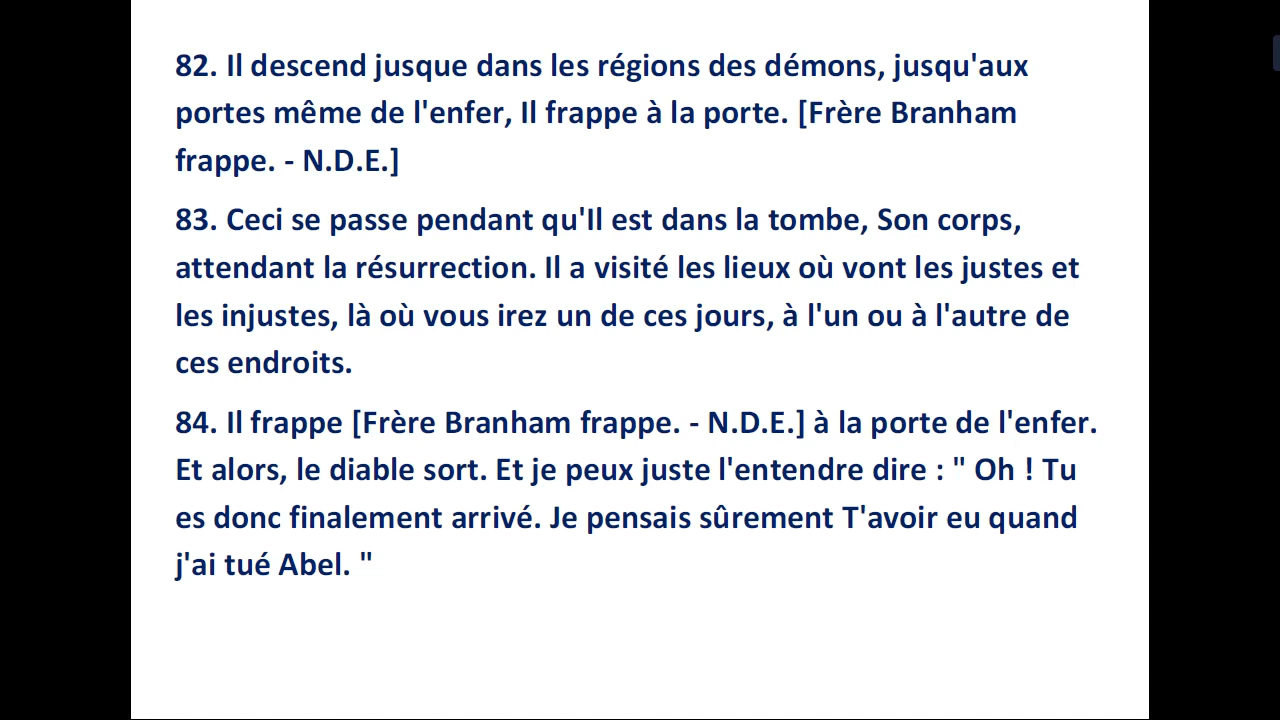 82. Il descend jusque dans les régions des démons, jusqu'aux
portes même de l'enfer, Il frappe à la porte. [Frère Branham
frappe. - N.D.E.]
83. Ceci se passe pendant qu'Il est dans la tombe, Son corps,
attendant la résurrection. Il a visité les lieux où vont les justes et
les injustes, là où vous irez un de ces jours, à l'un ou à l'autre de
ces endroits.
84. Il frappe [Frère Branham frappe. - N.D.E.] à la porte de l'enfer.
Et alors, le diable sort. Et je peux juste l'entendre dire : " Oh ! Tu
es donc finalement arrivé. Je pensais sûrement T'avoir eu quand
j'ai tué Abel. "